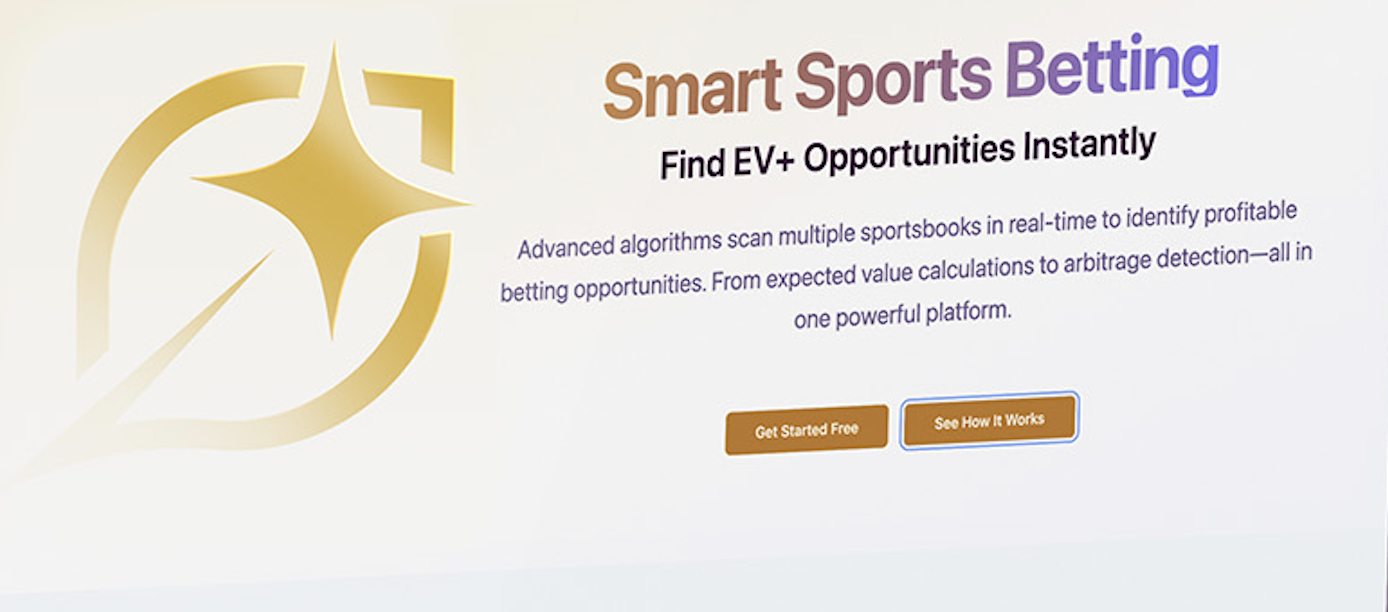 Smart Sports Betting
Find EV+ Opportunities Instantly
Advanced algorithms scan multiple sportsbooks in real-time to identify profitable
betting opportunities. From expected value calculations to arbitrage detection—all in
one powerful platform.
Get Started Free
See How It Works